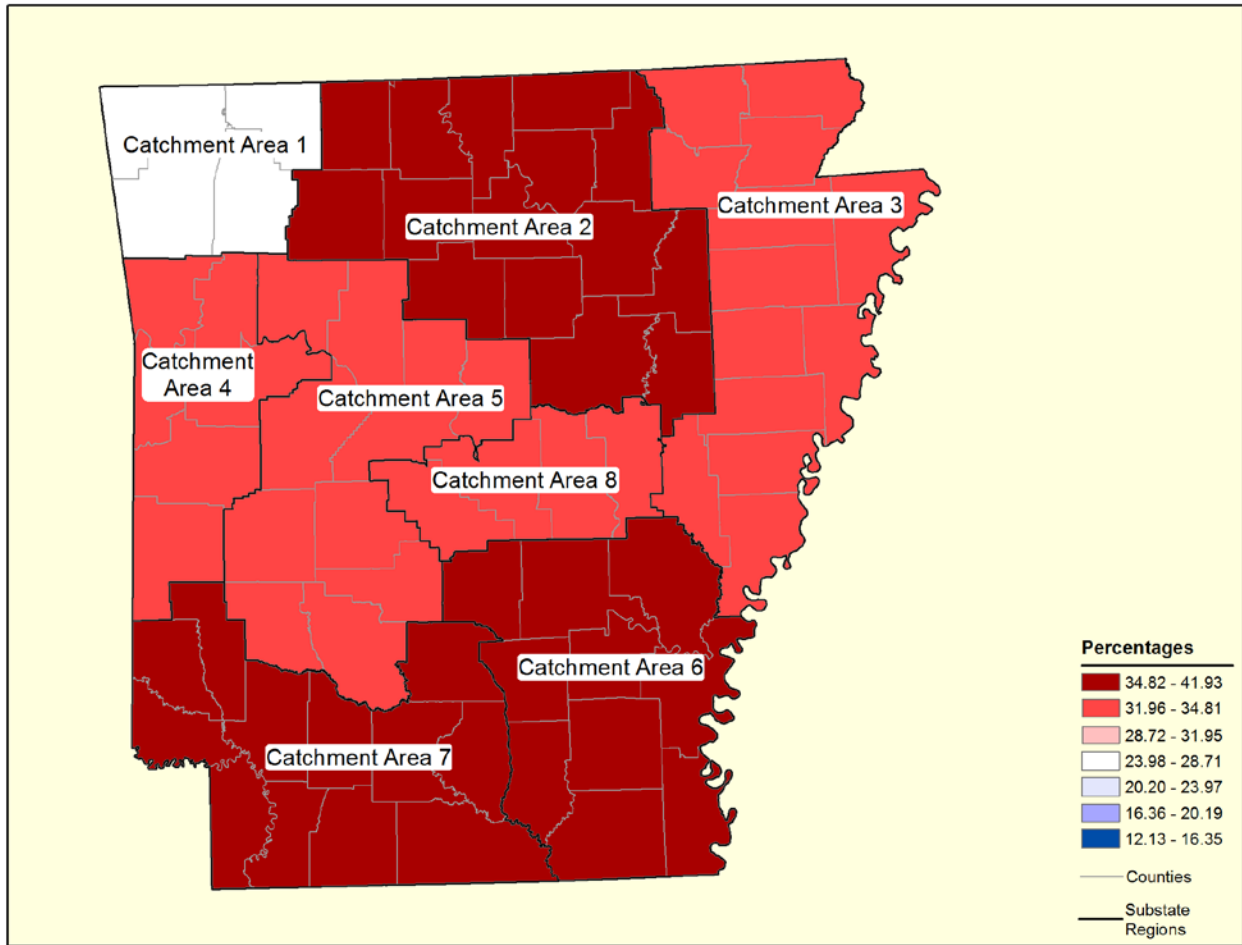 Catchment Area 1
Catchment Area 2
Catchment Area 3
Catchment
Area 4
Catchment Area 5
Catchment Area 8
Catchment Area 6
Catchment Area 7
Percentages
34.82 - 41.93
31.96 - 34.81
28.72 - 31.95
23.98 - 28.71
20.20 - 23.97
16.36 - 20.19
12.13 - 16.35
Counties
Substate
Regions